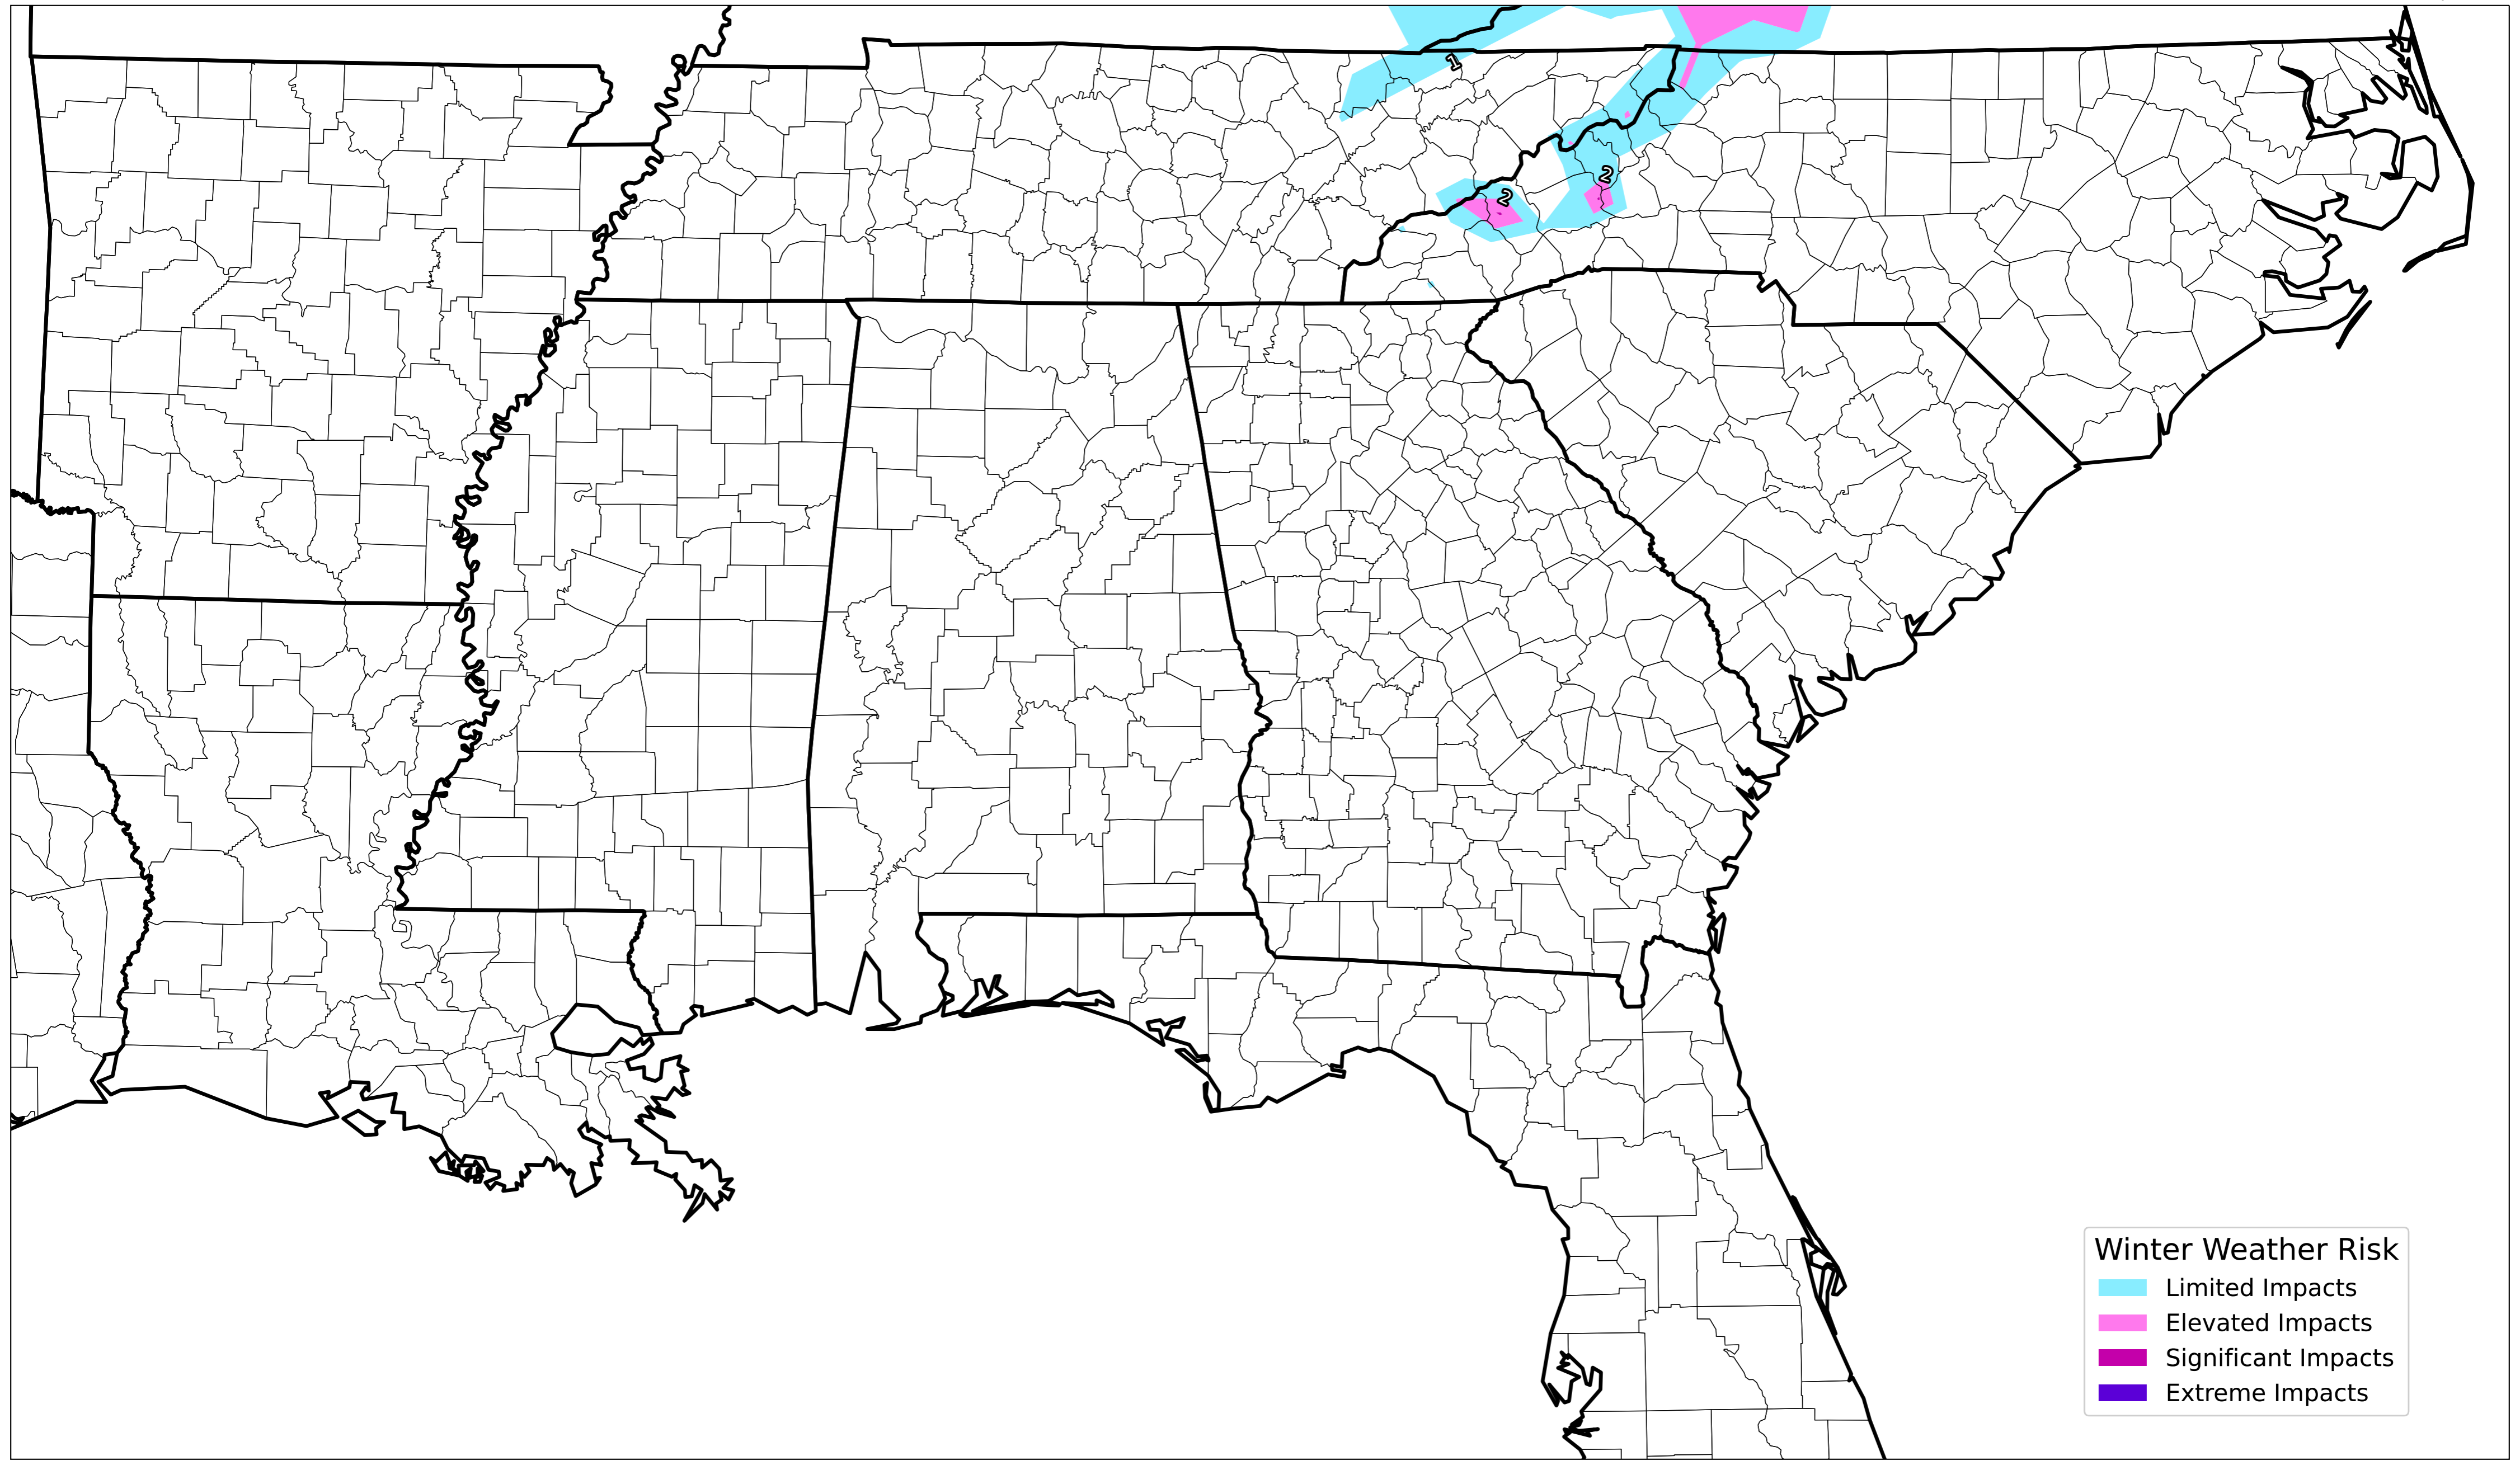 1
2
2
Winter Weather Risk
Limited Impacts
Elevated Impacts
Significant Impacts
Extreme Impacts